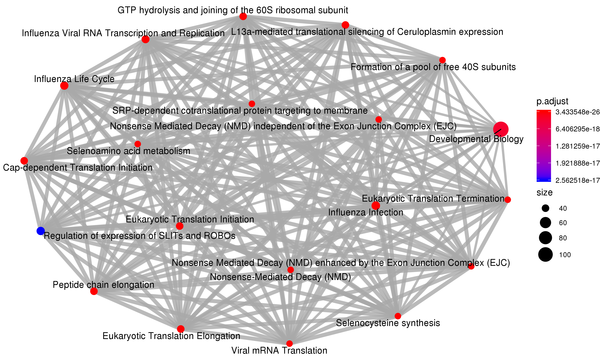 GTP hydrolysis and joining of the 60S ribosomal subunit
Influenza Viral RNA Transcription and Replication
L13a-mediated translational silencing of Ceruloplasmin expression
Formation of a pool of free 40S subunits
Influenza Life Cycle
SRP-dependent cotranslational protein targeting to membrane
Nonsense Mediated Decay (NMD) independent of the Exon Junction Complex (EJC)
Developmental Biology
Selenoamino acid metabolism
Cap-dependent Translation Initiation
Eukaryotic Translation Termination
Influenza Infection
Eukaryotic Translation Initiation
Regulation of expression of SLITs and ROBOs
Nonsense Mediated Decay (NMD) enhanced by the Exon Junction Complex (EJC)
Nonsense-Mediated Decay (NMD)
Peptide chain elongation
Selenocysteine synthesis
Eukaryotic Translation Elongation
Viral mRNA Translation
p.adjust
3.433548e-26
6.406295e-18
1.281259e-17
1.921888e-17
2.562518e-17
size
40
60
80
100